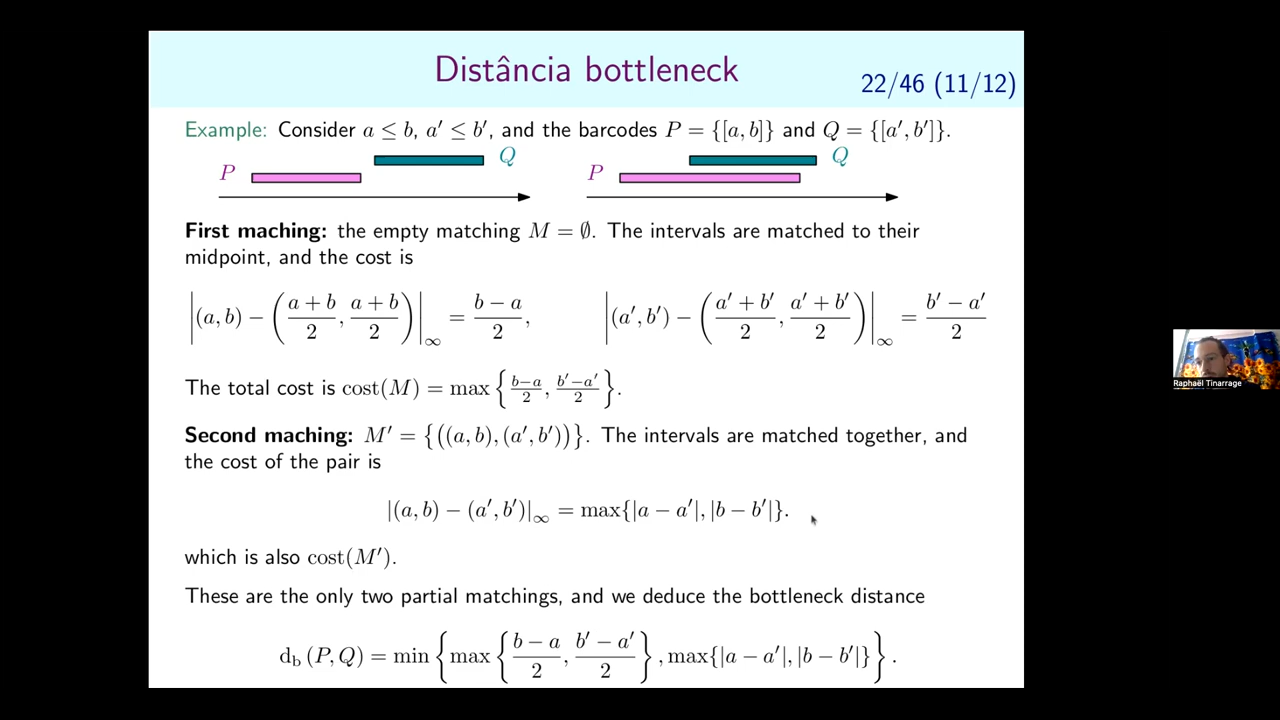 Distância bottleneck
22/46 (11/12)
Example: Consider a ≤ b, a′ ≤ b′, and the barcodes P = {[a, b]} and Q = {[a′, b′]}.
P Q P Q
First maching: the empty matching M = ∅. The intervals are matched to their
midpoint, and the cost is
|(a, b) − ((a + b)/2, (a + b)/2)|∞ = (b − a)/2, |(a′, b′) − ((a′ + b′)/2, (a′ + b′)/2)|∞ = (b′ − a′)/2
The total cost is cost(M) = max {(b−a)/2, (b′−a′)/2}.
Second maching: M′ = {((a, b), (a′, b′))}. The intervals are matched together, and
the cost of the pair is
|(a, b) − (a′, b′)|∞ = max{|a − a′|, |b − b′|}.
which is also cost(M′).
These are the only two partial matchings, and we deduce the bottleneck distance
d_b (P, Q) = min {max {(b − a)/2, (b′ − a′)/2}, max{|a − a′|, |b − b′|}}.
Raphaël Tinarrage